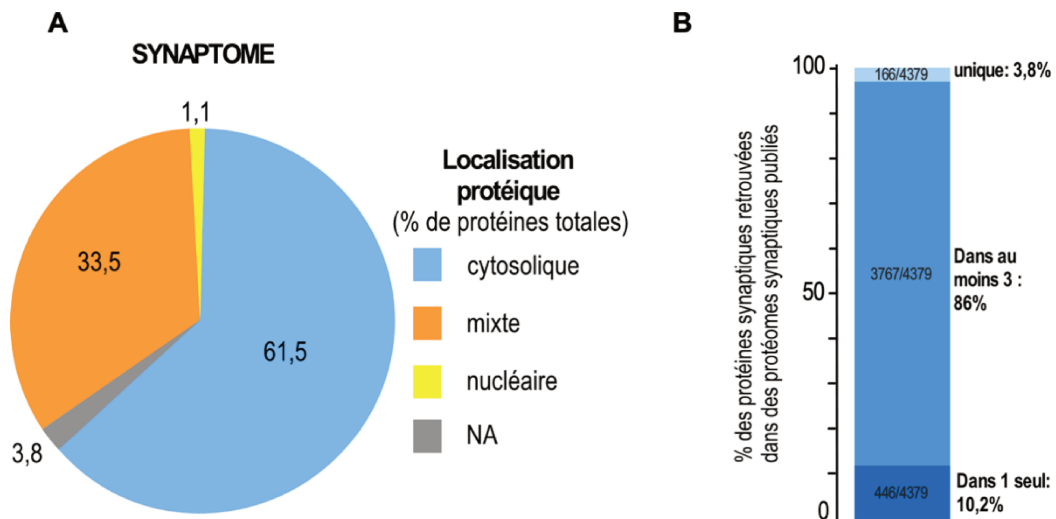 A
SYNAPTOME
1,1
33,5
61,5
3,8
Localisation
protéique
(% de protéines totales)
cytosolique
mixte
nucléaire
NA
B
% des protéines synaptiques retrouvées
dans des protéomes synaptiques publiés
100
50
0
166/4379
3767/4379
446/4379
unique: 3,8%
Dans au
moins 3 :
86%
Dans 1 seul:
10,2%